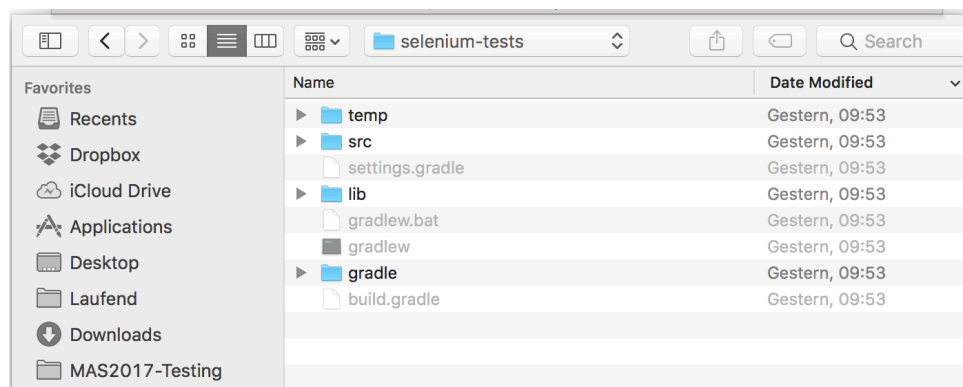 selenium-tests
Search
Favorites
Recents
Dropbox
iCloud Drive
Applications
Desktop
Laufend
Downloads
MAS2017-Testing
Name Date Modified
temp Gestern, 09:53
src Gestern, 09:53
settings.gradle Gestern, 09:53
lib Gestern, 09:53
gradlew.bat Gestern, 09:53
gradlew Gestern, 09:53
gradle Gestern, 09:53
build.gradle Gestern, 09:53